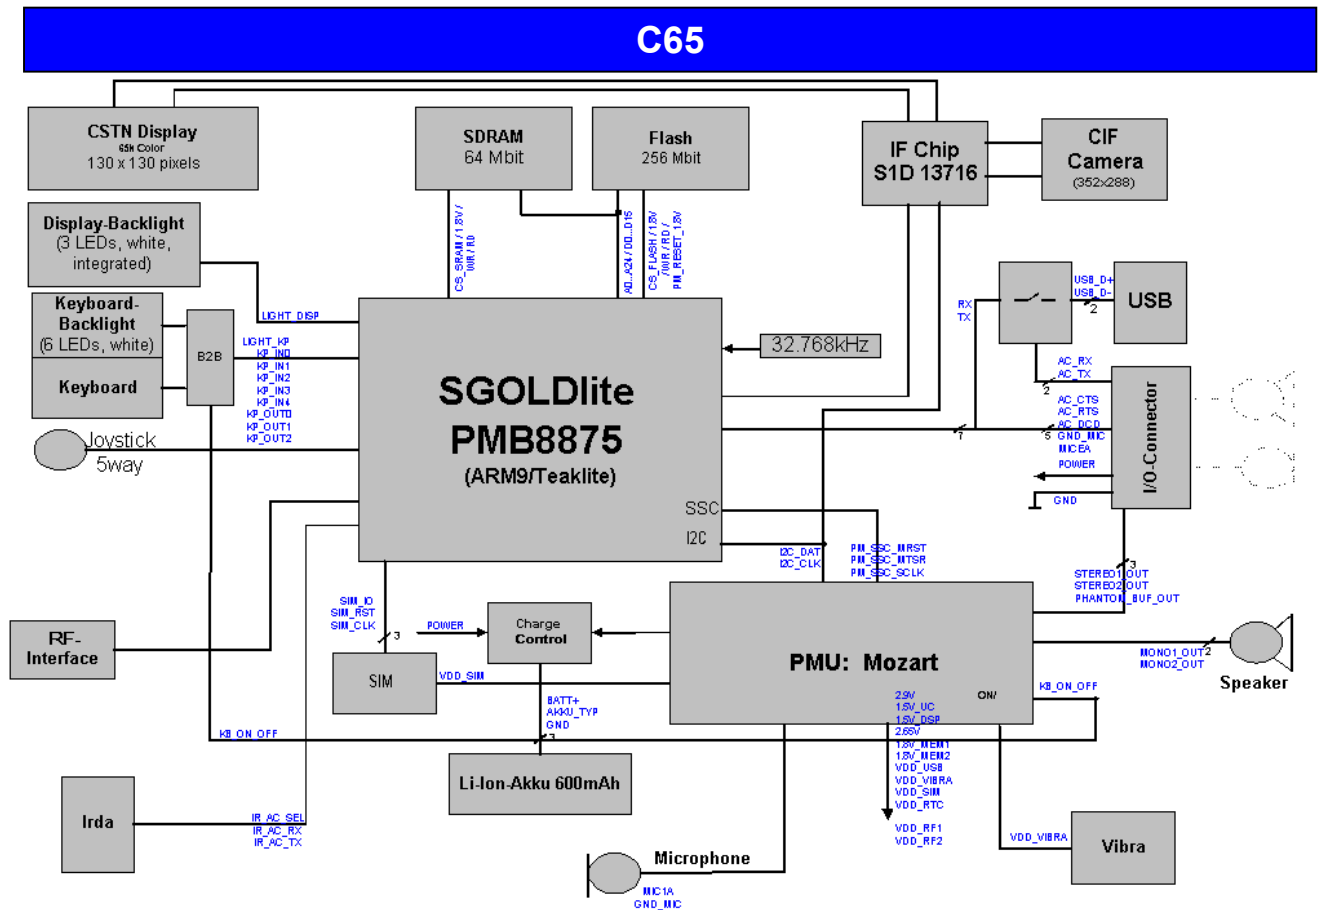 C65
CSTN Display
65k Color
130 x 130 pixels
SDRAM
64 Mbit
Flash
256 Mbit
IF Chip
S1D 13716
CIF
Camera
(352x288)
Display-Backlight
(3 LEDs, white,
integrated)
CS_SRAM / 1.8V /
WR / RD
A0...A24 / D0...D15
CS_FLASH / 1.8V
/WR / RD /
PM_RESET_1.8V
Keyboard-
Backlight
(6 LEDs, white)
Keyboard
B2B
LIGHT_DISP
LIGHT_KP
KP_IN0
KP_IN1
KP_IN2
KP_IN3
KP_IN4
KP_OUT0
KP_OUT1
KP_OUT2
Joystick
5way
SGOLDlite
PMB8875
(ARM9/Teaklite)
SSC
I2C
32.768kHz
RX
TX
USB_D+
USB_D-
2
USB
AC_RX
AC_TX
2
AC_CTS
AC_RTS
AC_DCD
GND_MIC
MICEA
POWER
GND
7
5
I/O-Connector
I2C_DAT
I2C_CLK
PM_SSC_MRST
PM_SSC_MTSR
PM_SSC_SCLK
3
STEREO1_OUT
STEREO2_OUT
PHANTOM_BUF_OUT
SIM_IO
SIM_RST
SIM_CLK
3
POWER
Charge
Control
RF-
Interface
SIM
VDD_SIM
PMU: Mozart
ON/
KB_ON_OFF
MONO1_OUT
MONO2_OUT
2
Speaker
BATT+
AKKU_TYP
GND
3
KB_ON_OFF
2.9V
1.5V_UC
1.5V_DSP
2.65V
1.8V_MEM1
1.8V_MEM2
VDD_USB
VDD_VIBRA
VDD_SIM
VDD_RTC
VDD_RF1
VDD_RF2
Li-Ion-Akku 600mAh
Irda
IR_AC_SEL
IR_AC_RX
IR_AC_TX
VDD_VIBRA
Vibra
Microphone
MIC1A
GND_MIC